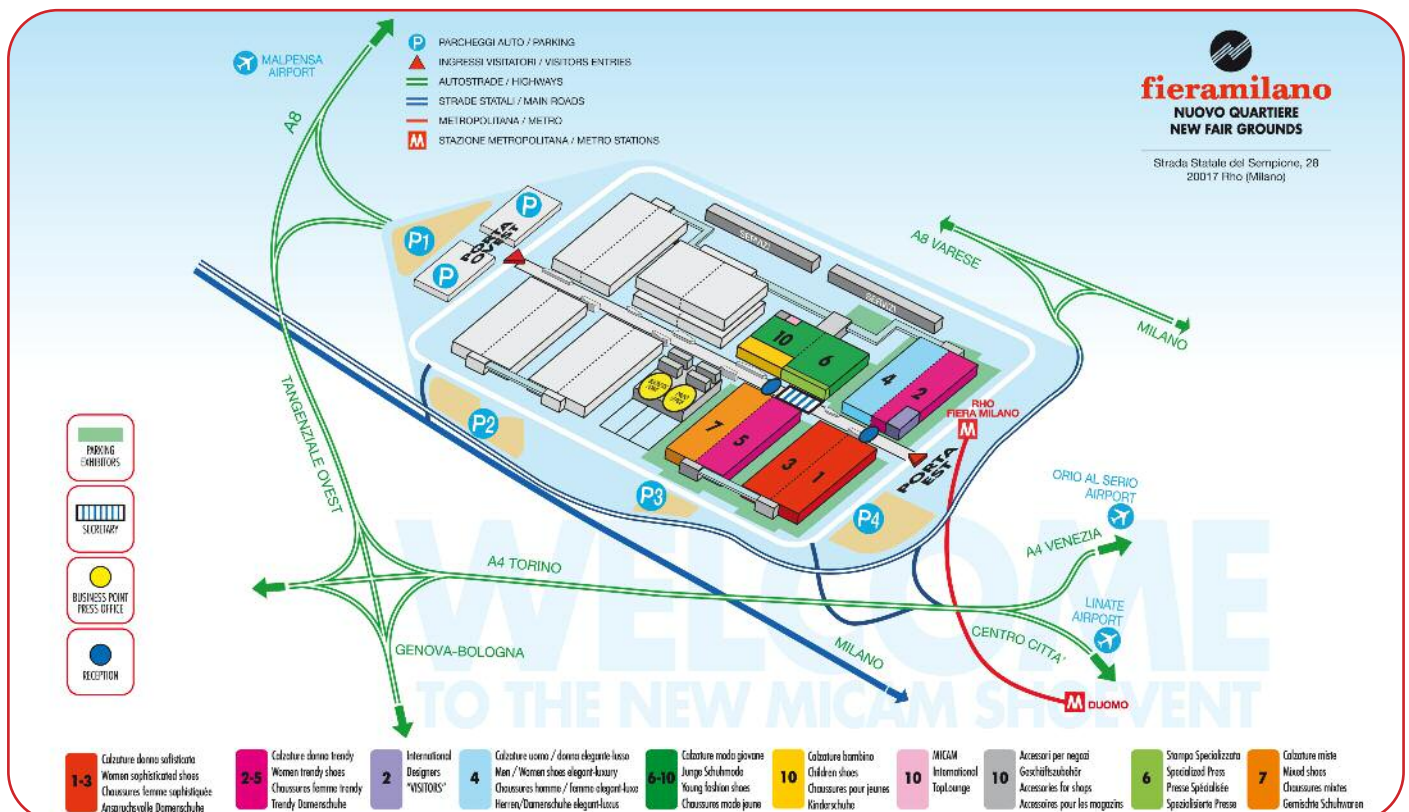 MALPENSA
AIRPORT
P PARCHEGGI AUTO / PARKING
INGRESSI VISITATORI / VISITORS ENTRIES
AUTOSTRADE / HIGHWAYS
STRADE STATALI / MAIN ROADS
METROPOLITANA / METRO
M STAZIONE METROPOLITANA / METRO STATIONS
fieramilano
NUOVO QUARTIERE
NEW FAIR GROUNDS
Strada Statale del Sempione, 28
20017 Rho (Milano)
A8
P1
P
P
PORTA
OVEST
SERVIZI
SERVIZI
A8 VARESE
MILANO
10
6
4
2
7
5
3
1
RHO
FIERA MILANO
M
PORTA
EST
P2
P3
P4
TANGENZIALE OVEST
PARKING
EXHIBITORS
SECRETARY
BUSINESS POINT
PRESS OFFICE
RECEPTION
ORIO AL SERIO
AIRPORT
A4 VENEZIA
A4 TORINO
LINATE
AIRPORT
CENTRO CITTA'
GENOVA-BOLOGNA
MILANO
M DUOMO
WELCOME
TO THE NEW MICAM SHOEVENT
1-3
Calzature donna sofisticata
Women sophisticated shoes
Chaussures femme sophistiquée
Anspruchsvolle Damenschuhe
2-5
Calzature donna trendy
Women trendy shoes
Chaussures femme trendy
Trendy Damenschuhe
2
International
Designers
"VISITORS"
4
Calzature uomo / donna elegante-lusso
Men / Women shoes elegant-luxury
Chaussures homme / femme elegant-luxe
Herren/Damenschuhe elegant-luxus
6-10
Calzature moda giovane
Junge Schuhmode
Young fashion shoes
Chaussures mode jeune
10
Calzature bambino
Children shoes
Chaussures pour jeunes
Kinderschuhe
10
MICAM
International
TopLounge
10
Accessori per negozi
Geschäftszubehör
Accessories for shops
Accessoires pour les magazins
6
Stampa Specializzata
Specialized Press
Presse Spécialisée
Spezialisierte Presse
7
Calzature miste
Mixed shoes
Chaussures mixtes
Gemischte Schuhwaren